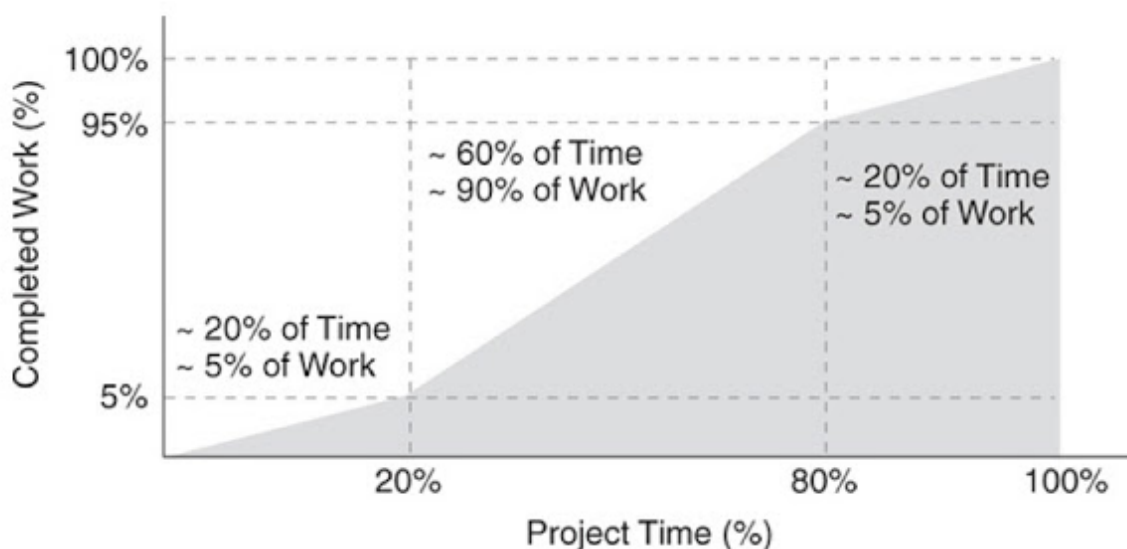 100%
95%
~ 60% of Time
~ 90% of Work
~ 20% of Time
~ 5% of Work
~ 20% of Time
~ 5% of Work
5%
20%
80%
100%
Project Time (%)
Completed Work (%)